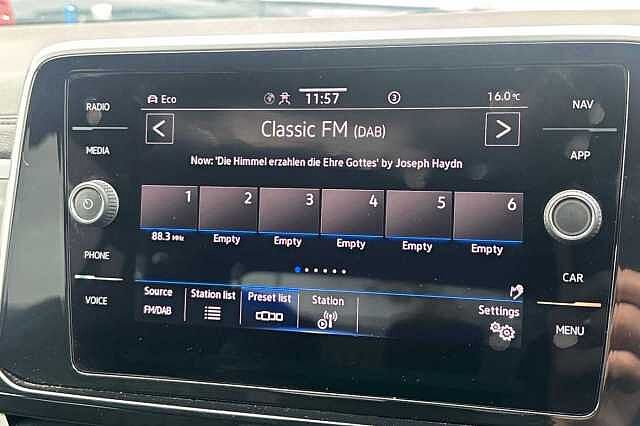 RADIO
MEDIA
PHONE
VOICE
Eco
11:57
3
16.0°C
Classic FM (DAB)
Now: 'Die Himmel erzahlen die Ehre Gottes' by Joseph Haydn
1 2 3 4 5 6
88.3 MHz Empty Empty Empty Empty Empty
Source Station list Preset list Station Settings
FM/DAB
NAV
APP
CAR
MENU